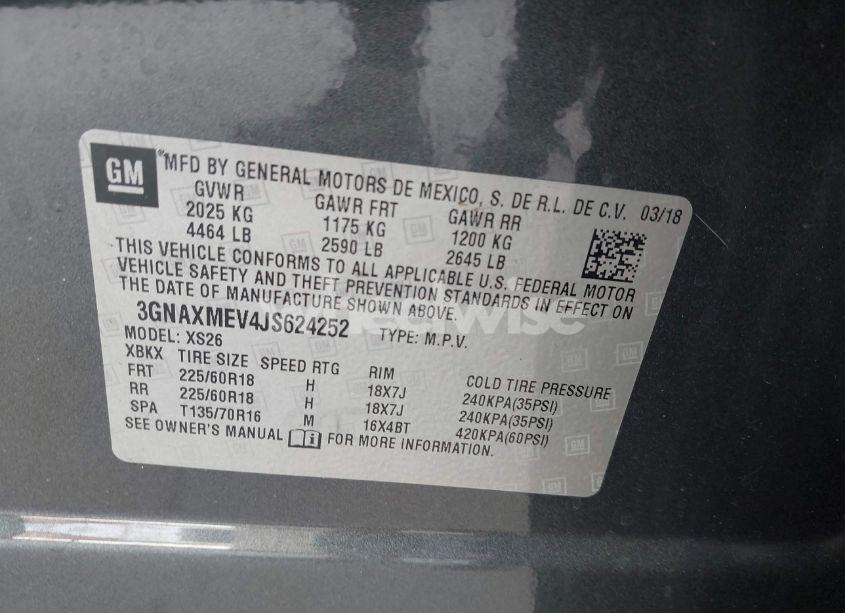 GM
MFD BY GENERAL MOTORS DE MEXICO, S. DE R.L. DE C.V. 03/18
GVWR GAWR FRT GAWR RR
2025 KG 1175 KG 1200 KG
4464 LB 2590 LB 2645 LB
THIS VEHICLE CONFORMS TO ALL APPLICABLE U.S. FEDERAL MOTOR
VEHICLE SAFETY AND THEFT PREVENTION STANDARDS IN EFFECT ON
THE DATE OF MANUFACTURE SHOWN ABOVE.
3GNAXMEV4JS624252 TYPE: M.P.V.
MODEL: XS26
XBKX TIRE SIZE SPEED RTG RIM COLD TIRE PRESSURE
FRT 225/60R18 H 18X7J 240KPA(35PSI)
RR 225/60R18 H 18X7J 240KPA(35PSI)
SPA T135/70R16 M 16X4BT 420KPA(60PSI)
SEE OWNER'S MANUAL FOR MORE INFORMATION.